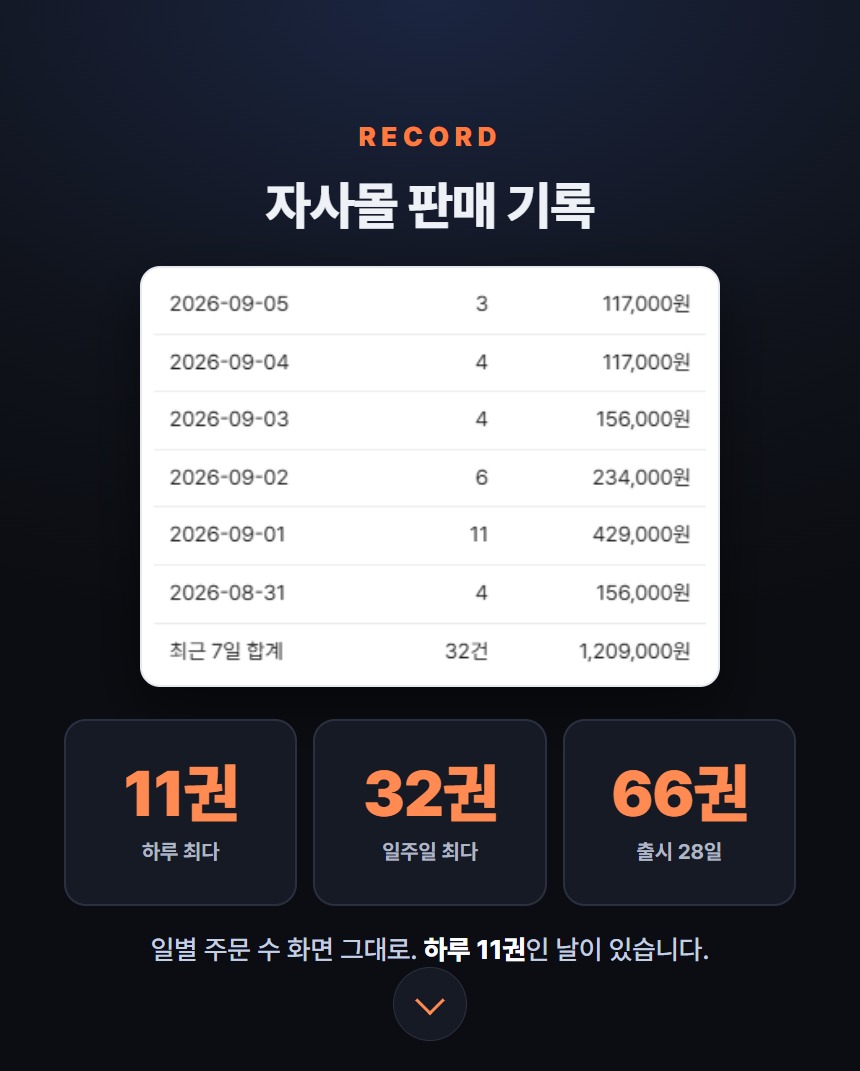 RECORD
자사몰 판매 기록
2026-09-05 3 117,000원
2026-09-04 4 117,000원
2026-09-03 4 156,000원
2026-09-02 6 234,000원
2026-09-01 11 429,000원
2026-08-31 4 156,000원
최근 7일 합계 32건 1,209,000원
11권 32권 66권
하루 최다 일주일 최다 출시 28일
일별 주문 수 화면 그대로. 하루 11권인 날이 있습니다.